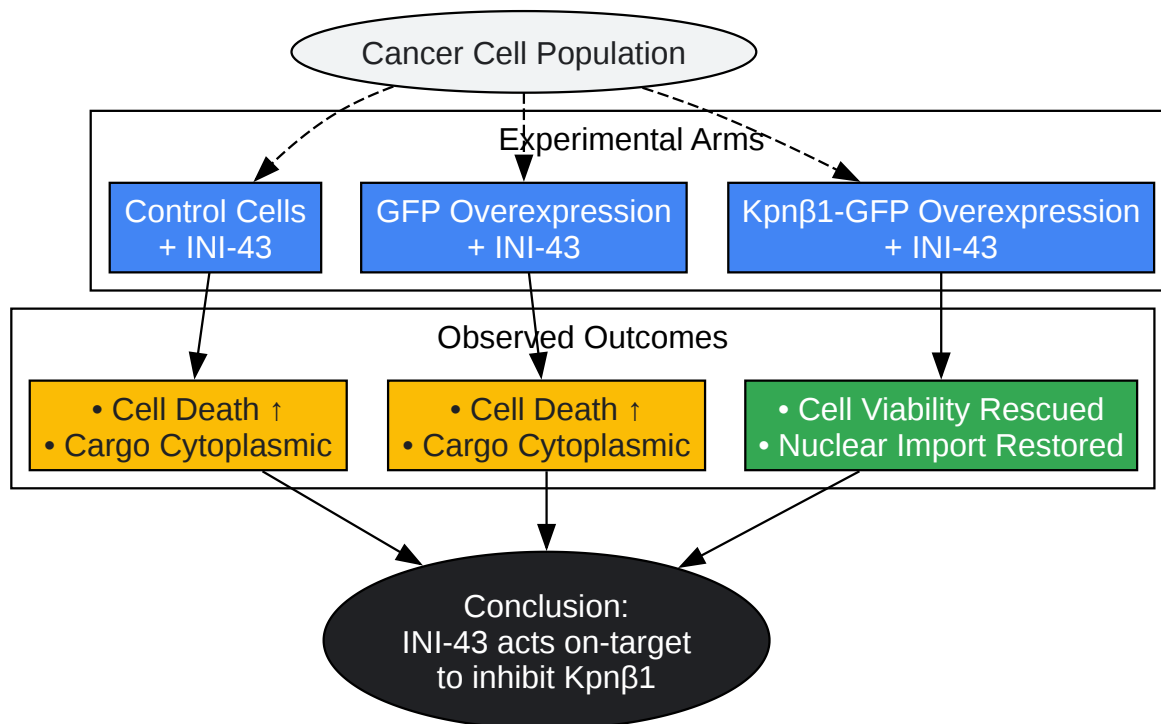 Cancer Cell Population
Experimental Arms
Control Cells
+ INI-43
GFP Overexpression
+ INI-43
Kpnβ1-GFP Overexpression
+ INI-43
Observed Outcomes
• Cell Death ↑
• Cargo Cytoplasmic
• Cell Death ↑
• Cargo Cytoplasmic
• Cell Viability Rescued
• Nuclear Import Restored
Conclusion:
INI-43 acts on-target
to inhibit Kpnβ1